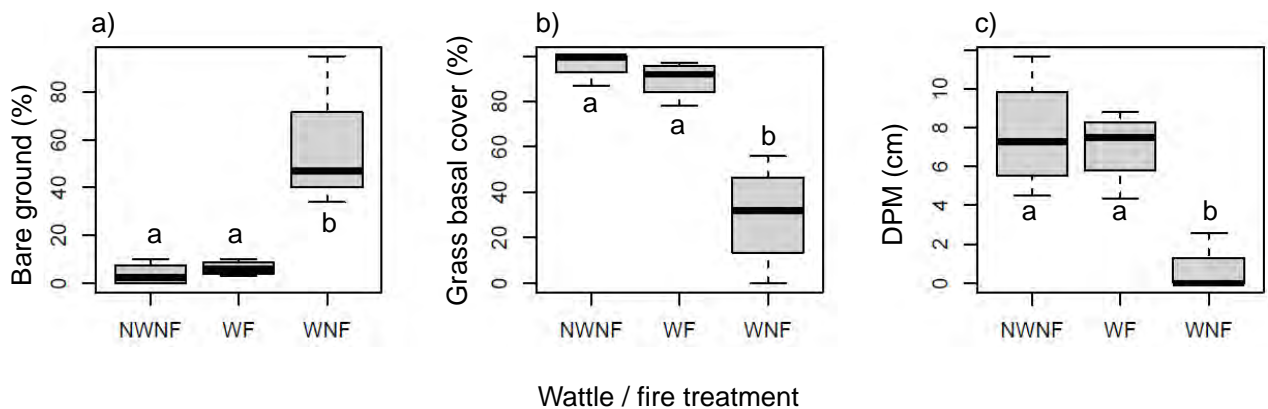 a)
Bare ground (%)
80
60
40
20
0
a
a
b
NWNF
WF
WNF
b)
Grass basal cover (%)
80
60
40
20
0
a
a
b
NWNF
WF
WNF
c)
DPM (cm)
10
8
6
4
2
0
a
a
b
NWNF
WF
WNF
Wattle / fire treatment